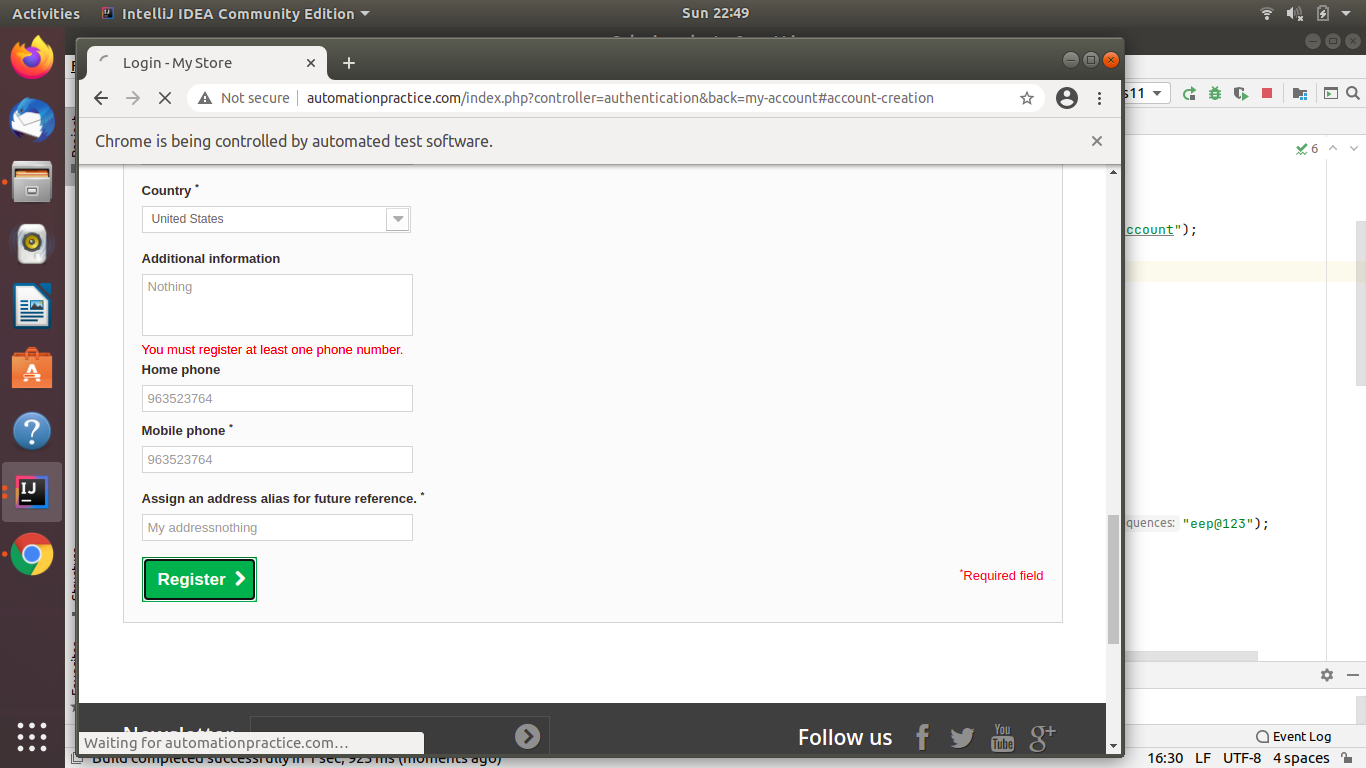 Activities
IntelliJ IDEA Community Edition
Sun 22:49
Login - My Store
Not secure
automationpractice.com/index.php?controller=authentication&back=my-account#account-creation
Chrome is being controlled by automated test software.
s11
6
ccount");
quences: "eep@123");
Country *
United States
Additional information
Nothing
You must register at least one phone number.
Home phone
963523764
Mobile phone *
963523764
Assign an address alias for future reference. *
My addressnothing
Register
*Required field
Newsletter
Follow us
You
Tube
g+
Waiting for automationpractice.com...
Event Log
Build completed successfully in 1 sec, 923 ms (moments ago)
16:30 LF UTF-8 4 spaces